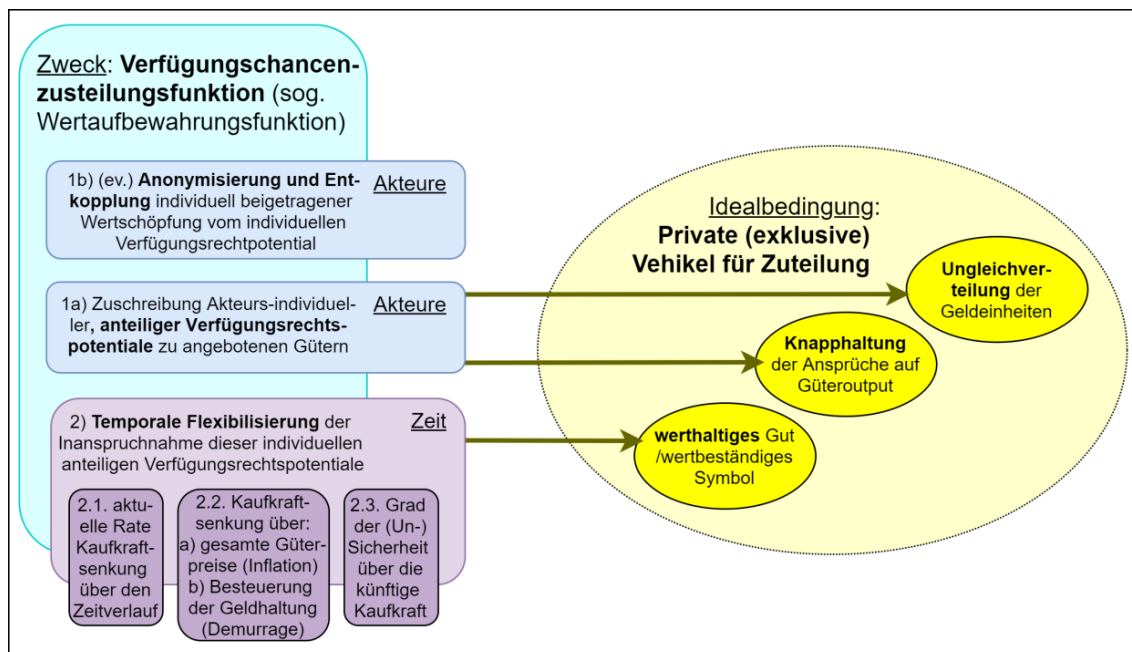 Zweck: Verfügungschancen-
zuteilungsfunktion (sog.
Wertaufbewahrungsfunktion)
1b) (ev.) Anonymisierung und Ent-
kopplung individuell beigetragener
Wertschöpfung vom individuellen
Verfügungsrechtpotential
Akteure
1a) Zuschreibung Akteurs-individuel-
ler, anteiliger Verfügungsrechts-
potentiale zu angebotenen Gütern
Akteure
2) Temporale Flexibilisierung der
Inanspruchnahme dieser individuellen
anteiligen Verfügungsrechtspotentiale
Zeit
2.1. aktu-
elle Rate
Kaufkraft-
senkung
über den
Zeitverlauf
2.2. Kaufkraft-
senkung über:
a) gesamte Güter-
preise (Inflation)
b) Besteuerung
der Geldhaltung
(Demurrage)
2.3. Grad
der (Un-)
Sicherheit
über die
künftige
Kaufkraft
Idealbedingung:
Private (exklusive)
Vehikel für Zuteilung
Ungleichver-
teilung der
Geldeinheiten
Knapphaltung
der Ansprüche auf
Güteroutput
werthaltiges Gut
/wertbeständiges
Symbol